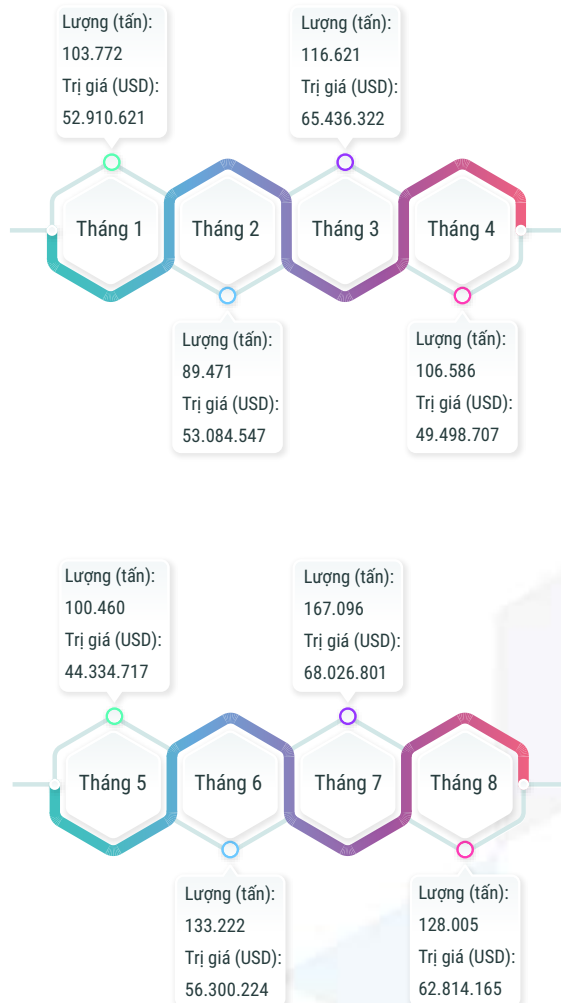 Lượng (tấn):
103.772
Trị giá (USD):
52.910.621
Lượng (tấn):
116.621
Trị giá (USD):
65.436.322
Tháng 1
Tháng 2
Tháng 3
Tháng 4
Lượng (tấn):
89.471
Trị giá (USD):
53.084.547
Lượng (tấn):
106.586
Trị giá (USD):
49.498.707
Lượng (tấn):
100.460
Trị giá (USD):
44.334.717
Lượng (tấn):
167.096
Trị giá (USD):
68.026.801
Tháng 5
Tháng 6
Tháng 7
Tháng 8
Lượng (tấn):
133.222
Trị giá (USD):
56.300.224
Lượng (tấn):
128.005
Trị giá (USD):
62.814.165